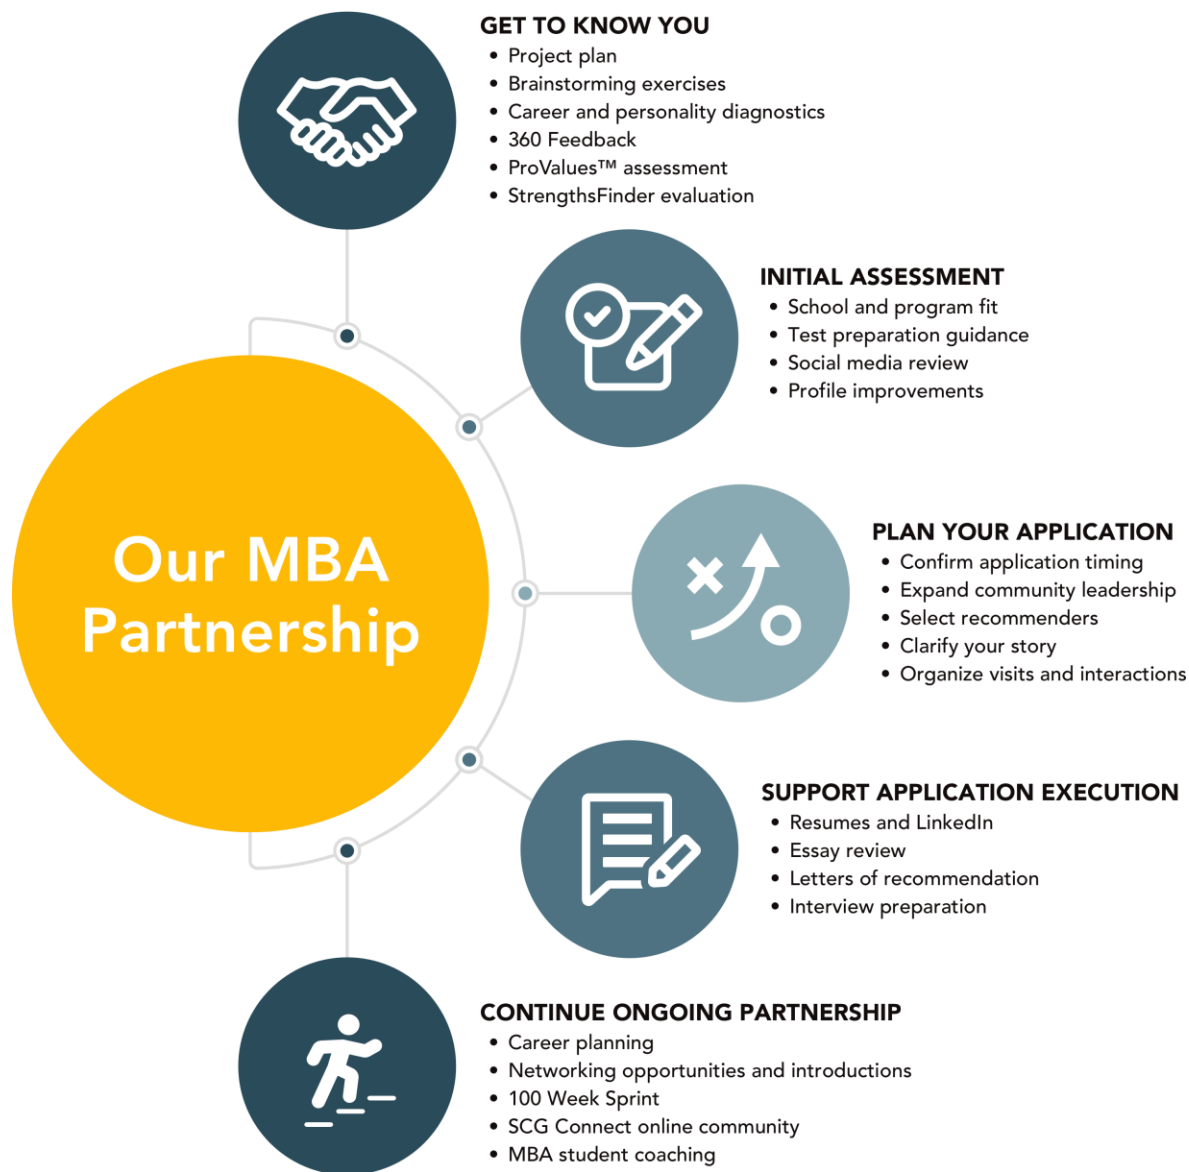 GET TO KNOW YOU
• Project plan
• Brainstorming exercises
• Career and personality diagnostics
• 360 Feedback
• ProValues™ assessment
• StrengthsFinder evaluation
INITIAL ASSESSMENT
• School and program fit
• Test preparation guidance
• Social media review
• Profile improvements
Our MBA
Partnership
PLAN YOUR APPLICATION
• Confirm application timing
• Expand community leadership
• Select recommenders
• Clarify your story
• Organize visits and interactions
SUPPORT APPLICATION EXECUTION
• Resumes and LinkedIn
• Essay review
• Letters of recommendation
• Interview preparation
CONTINUE ONGOING PARTNERSHIP
• Career planning
• Networking opportunities and introductions
• 100 Week Sprint
• SCG Connect online community
• MBA student coaching